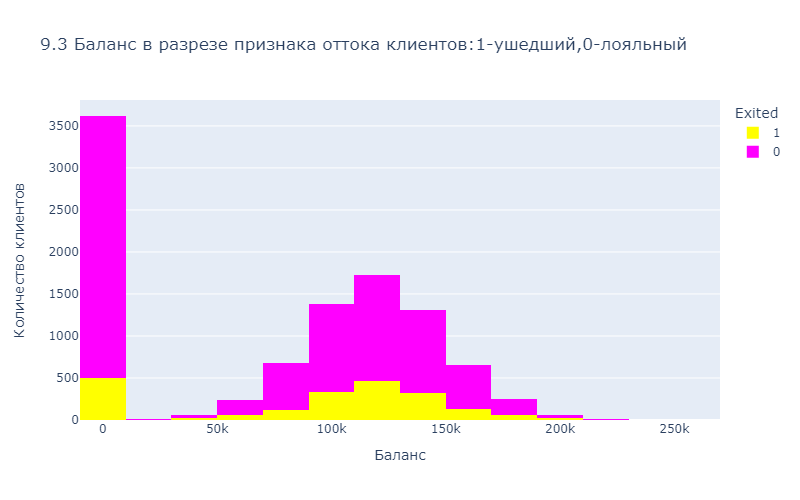 9.3 Баланс в разрезе признака оттока клиентов:1-ушедший,0-лояльный
Exited
1
0
Количество клиентов
3500
3000
2500
2000
1500
1000
500
0
0 50k 100k 150k 200k 250k
Баланс